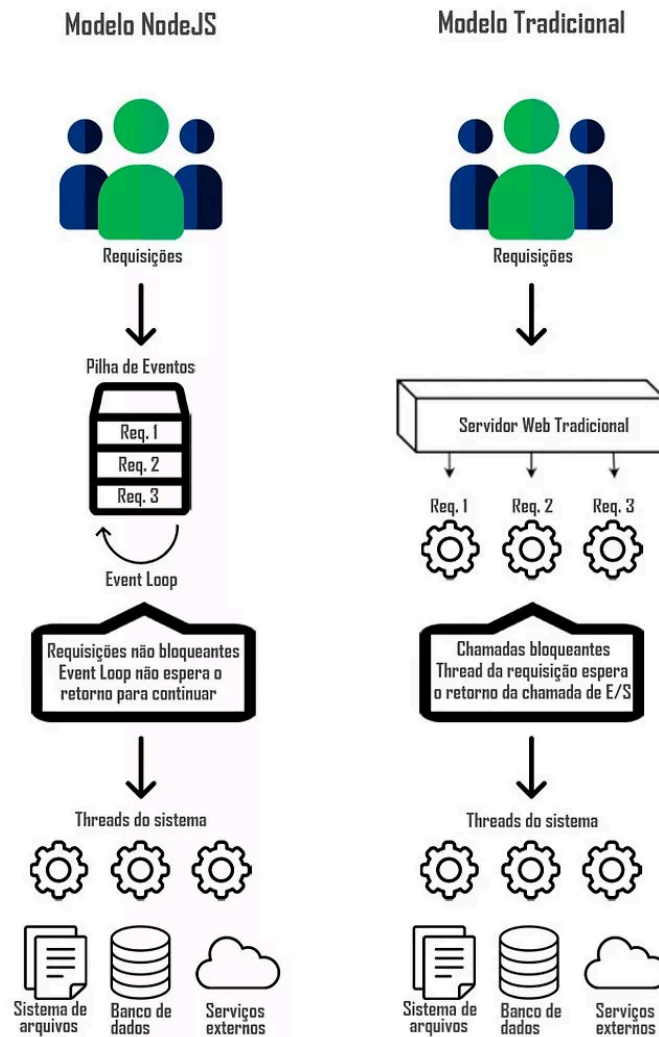 Modelo NodeJS
Requisições
Pilha de Eventos
Req. 1
Req. 2
Req. 3
Event Loop
Requisições não bloqueantes
Event Loop não espera o
retorno para continuar
Threads do sistema
Sistema de
arquivos
Banco de
dados
Serviços
externos
Modelo Tradicional
Requisições
Servidor Web Tradicional
Req. 1
Req. 2
Req. 3
Chamadas bloqueantes
Thread da requisição espera
o retorno da chamada de E/S
Threads do sistema
Sistema de
arquivos
Banco de
dados
Serviços
externos